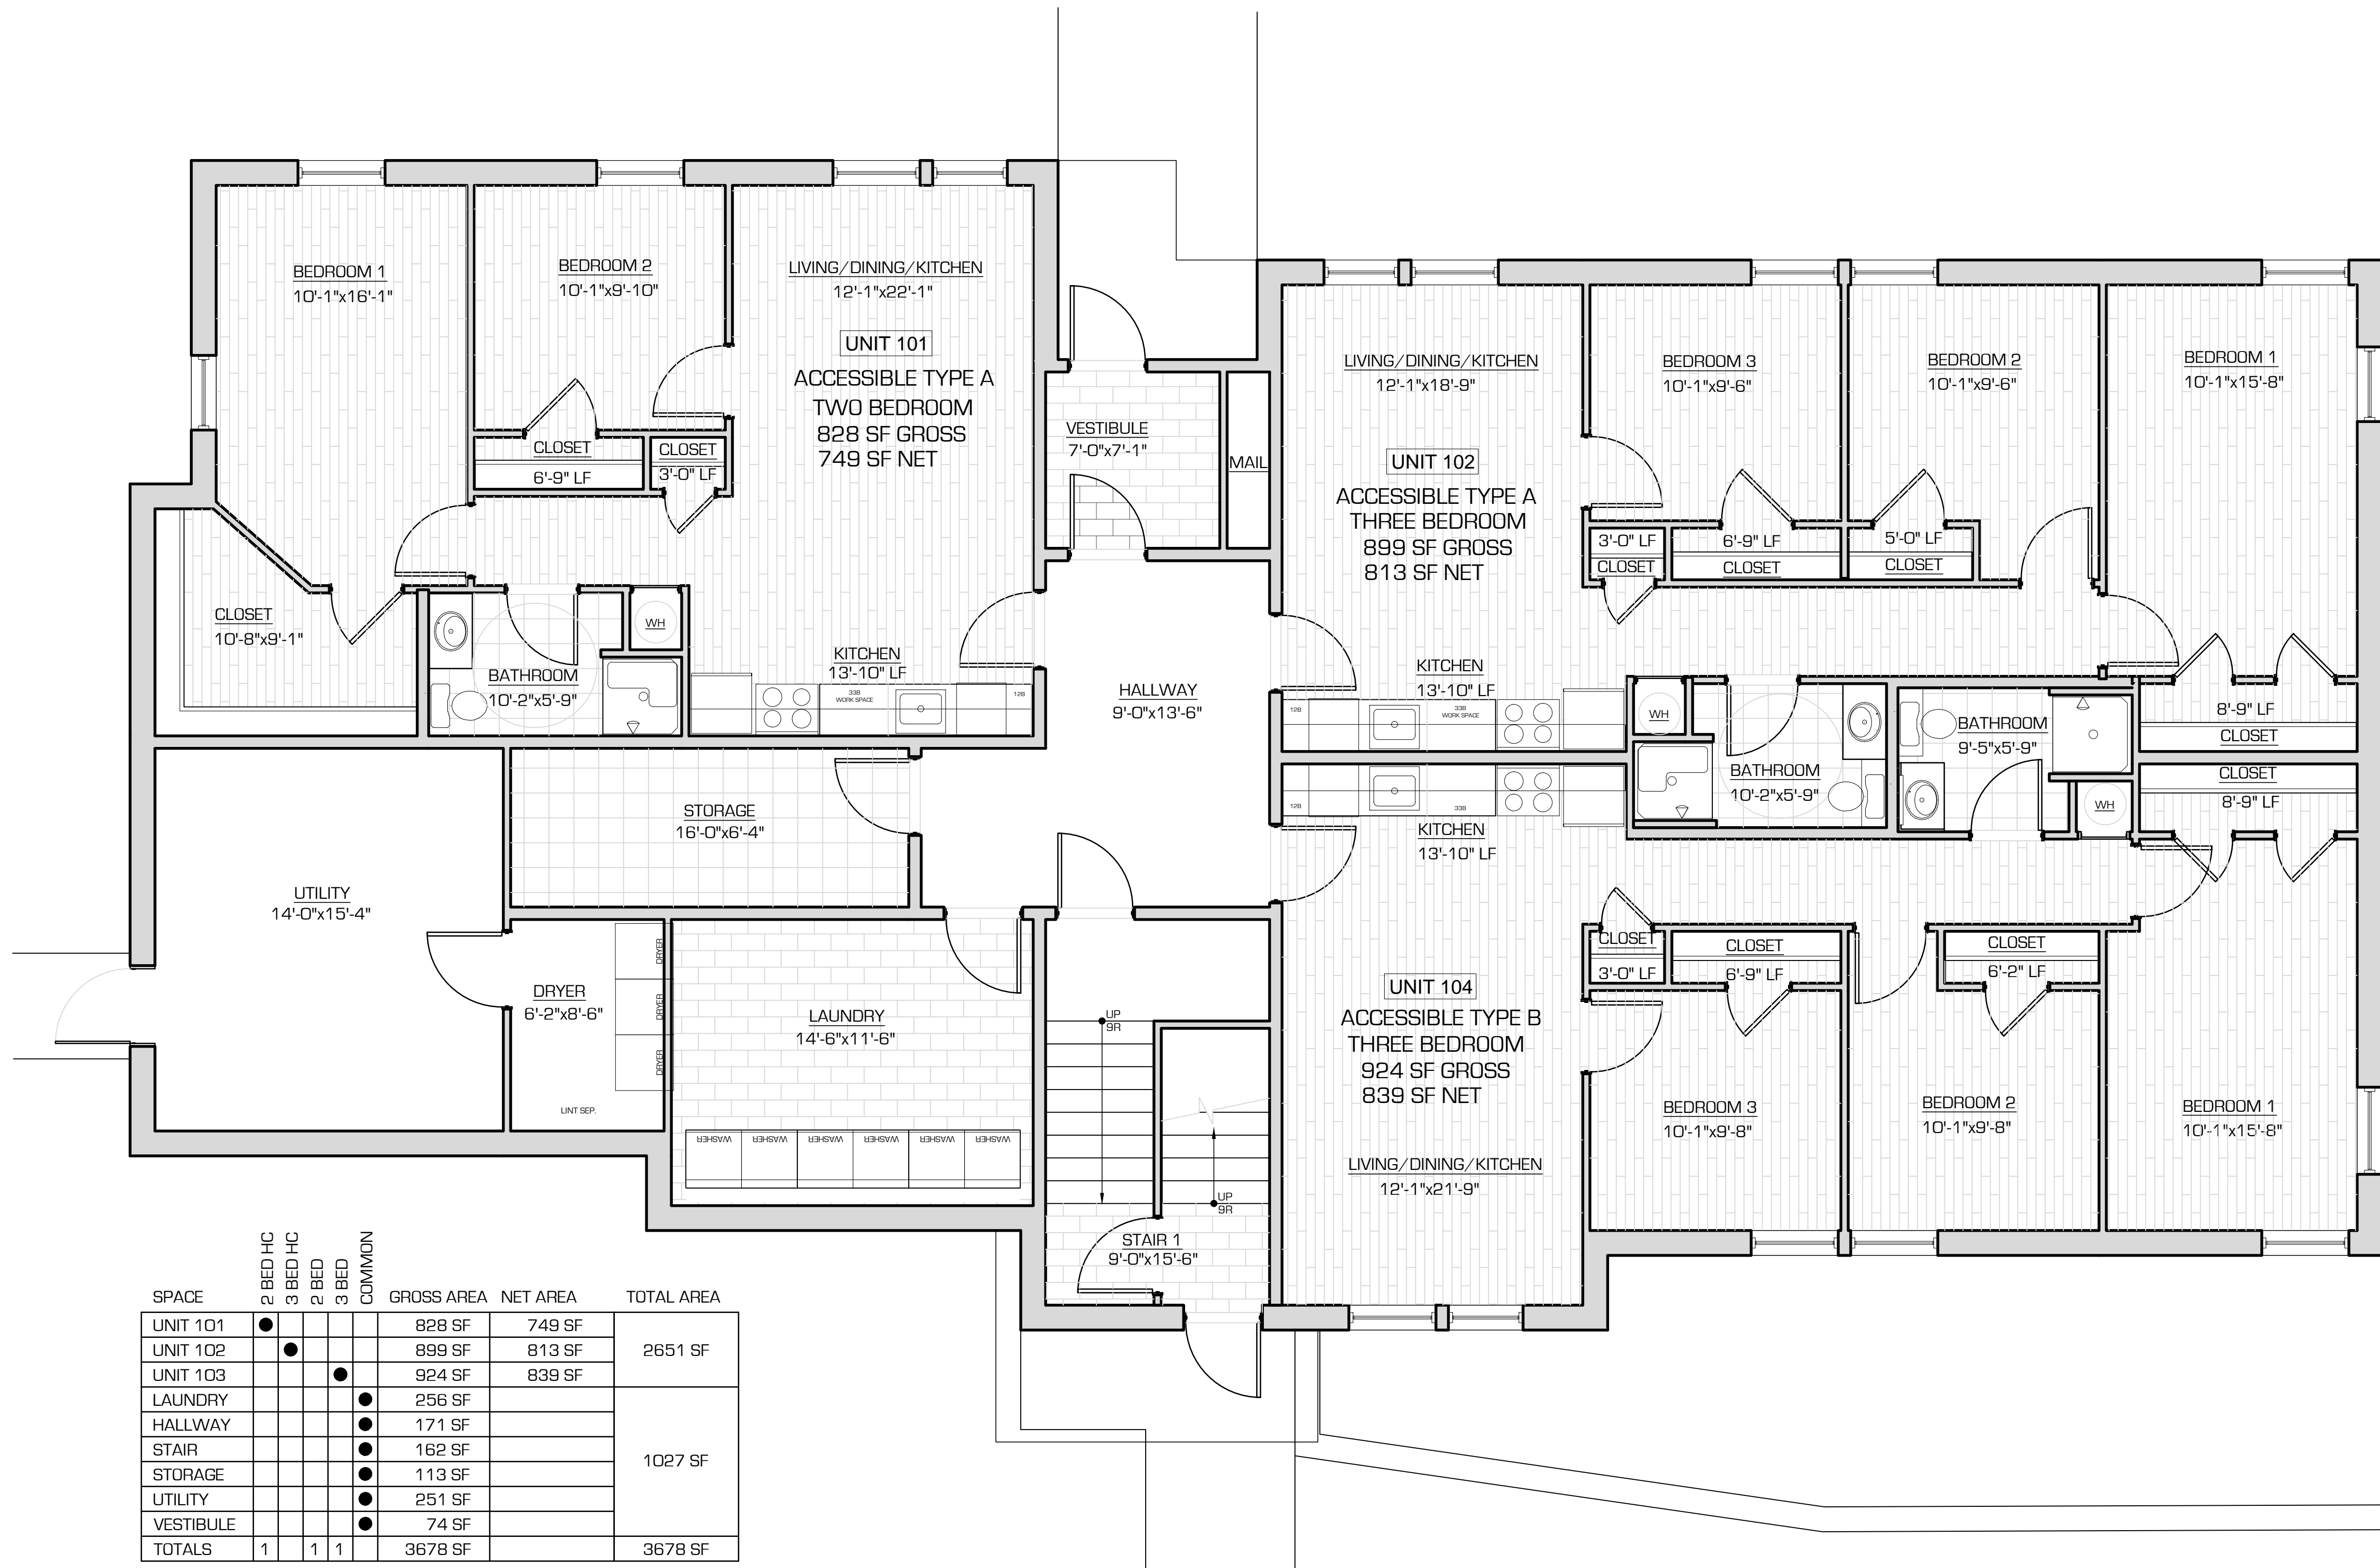 BEDROOM 1
10'-1"x16'-1"
BEDROOM 2
10'-1"x9'-10"
LIVING/DINING/KITCHEN
12'-1"x22'-1"
UNIT 101
ACCESSIBLE TYPE A
TWO BEDROOM
828 SF GROSS
749 SF NET
CLOSET
6'-9" LF
CLOSET
3'-0" LF
CLOSET
10'-8"x9'-1"
BATHROOM
10'-2"x5'-9"
WH
KITCHEN
13'-10" LF
33B
WORK SPACE
12B
VESTIBULE
7'-0"x7'-1"
MAIL
HALLWAY
9'-0"x13'-6"
LIVING/DINING/KITCHEN
12'-1"x18'-9"
UNIT 102
ACCESSIBLE TYPE A
THREE BEDROOM
899 SF GROSS
813 SF NET
BEDROOM 3
10'-1"x9'-6"
BEDROOM 2
10'-1"x9'-6"
BEDROOM 1
10'-1"x15'-8"
3'-0" LF
CLOSET
6'-9" LF
CLOSET
5'-0" LF
CLOSET
KITCHEN
13'-10" LF
12B
33B
WORK SPACE
WH
BATHROOM
10'-2"x5'-9"
BATHROOM
9'-5"x5'-9"
8'-9" LF
CLOSET
CLOSET
8'-9" LF
WH
STORAGE
16'-0"x6'-4"
UTILITY
14'-0"x15'-4"
DRYER
6'-2"x8'-6"
DRYER
DRYER
DRYER
LINT SEP.
LAUNDRY
14'-6"x11'-6"
WASHER
WASHER
WASHER
WASHER
WASHER
WASHER
UP
9R
UP
9R
STAIR 1
9'-0"x15'-6"
12B
33B
KITCHEN
13'-10" LF
UNIT 104
ACCESSIBLE TYPE B
THREE BEDROOM
924 SF GROSS
839 SF NET
LIVING/DINING/KITCHEN
12'-1"x21'-9"
CLOSET
3'-0" LF
CLOSET
6'-9" LF
CLOSET
6'-2" LF
BEDROOM 3
10'-1"x9'-8"
BEDROOM 2
10'-1"x9'-8"
BEDROOM 1
10'-1"x15'-8"
SPACE 2 BED HC 3 BED HC 2 BED 3 BED COMMON GROSS AREA NET AREA TOTAL AREA
UNIT 101 ● 828 SF 749 SF
UNIT 102 ● 899 SF 813 SF 2651 SF
UNIT 103 ● 924 SF 839 SF
LAUNDRY ● 256 SF
HALLWAY ● 171 SF
STAIR ● 162 SF
STORAGE ● 113 SF 1027 SF
UTILITY ● 251 SF
VESTIBULE ● 74 SF
TOTALS 1 1 1 3678 SF 3678 SF